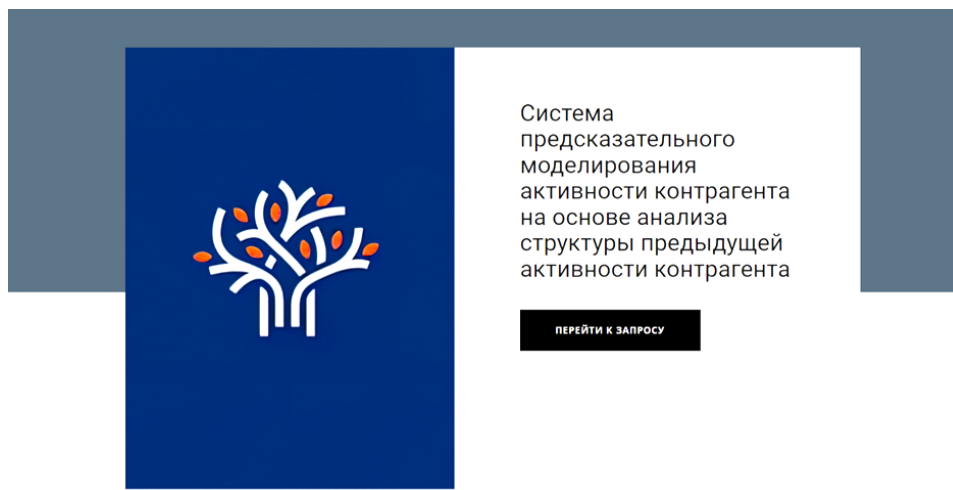 Система
предсказательного
моделирования
активности контрагента
на основе анализа
структуры предыдущей
активности контрагента
ПЕРЕЙТИ К ЗАПРОСУ